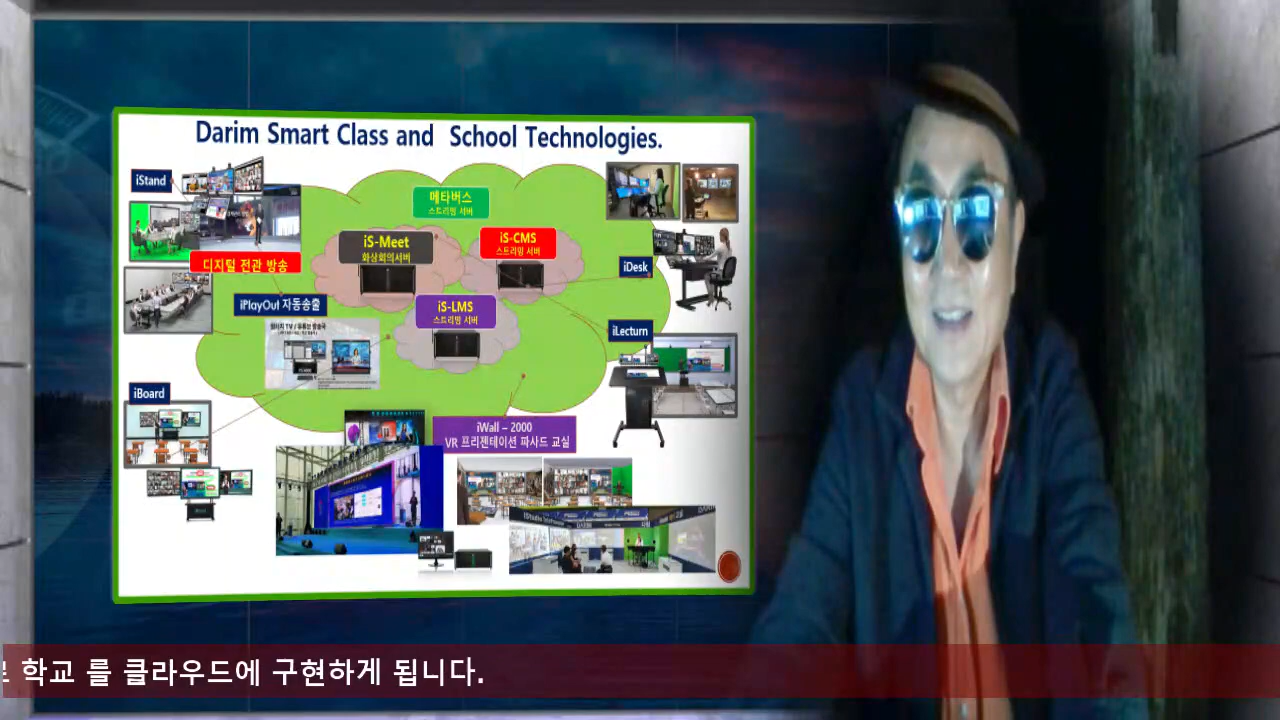 Darim Smart Class and School Technologies.
iStand
메타버스
스트리밍 서버
iS-Meet
화상회의서버
iS-CMS
스트리밍 서버
디지털 전관 방송
iDesk
iPlayOut 자동송출
iS-LMS
스트리밍 서버
iLecturn
iBoard
iWall – 2000
VR 프리젠테이션 파사드 교실
학교 를 클라우드에 구현하게 됩니다.